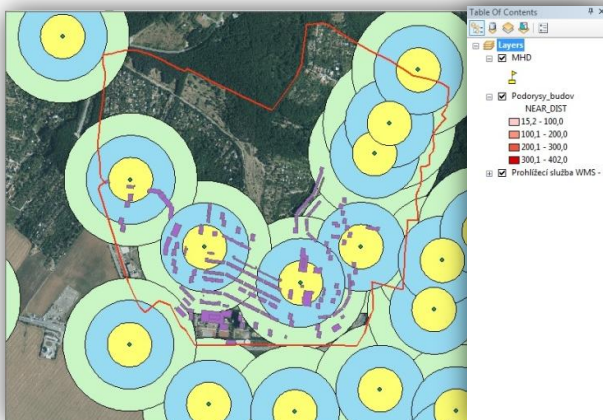 Table Of Contents
Layers
MHD
Podorysy_budov
NEAR_DIST
15,2 - 100,0
100,1 - 200,0
200,1 - 300,0
300,1 - 402,0
Prohlížecí služba WMS -